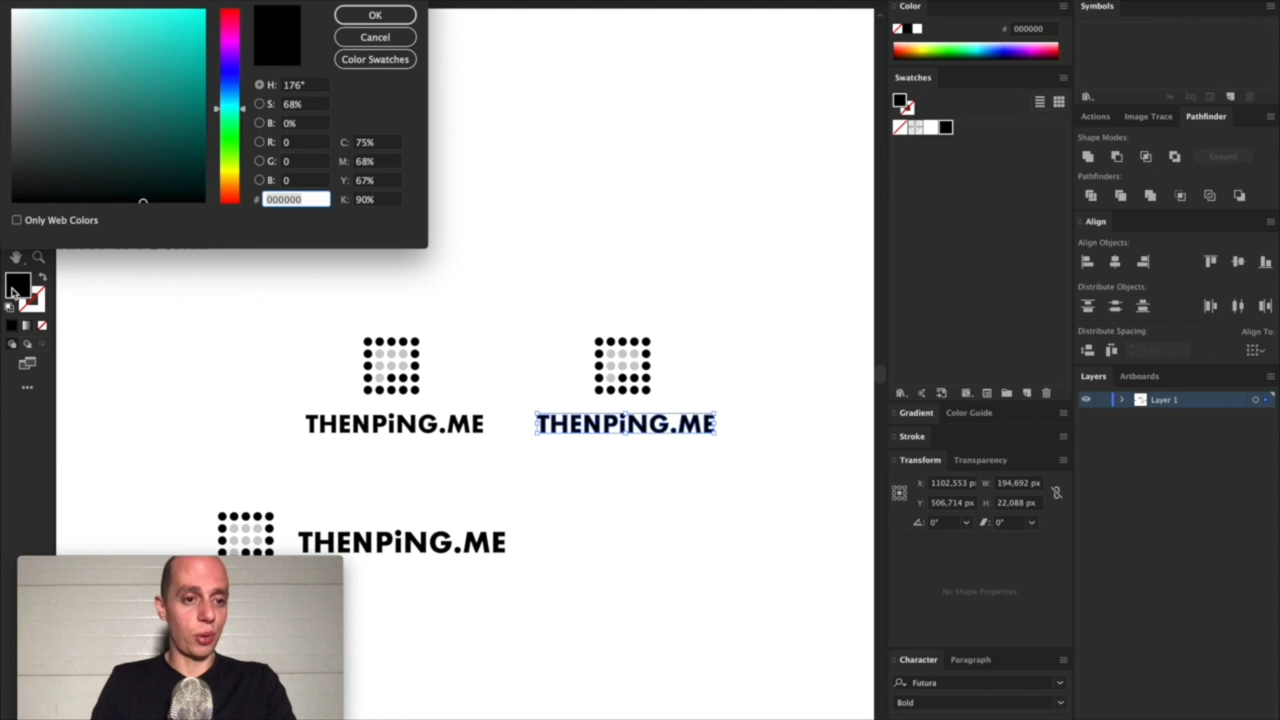 OK
Cancel
Color Swatches
H: 176°
S: 68%
B: 0%
R: 0
G: 0
B: 0
# 000000
C: 75%
M: 68%
Y: 67%
K: 90%
Only Web Colors
THENPiNG.ME
THENPiNG.ME
THENPiNG.ME
Color
# 000000
Swatches
Gradient
Color Guide
Stroke
Transform
Transparency
X: 1102,553 p
W: 194,692 px
Y: 506,714 px
H: 22,088 px
0°
0°
No Shape Properties
Character
Paragraph
Futura
Bold
Symbols
Actions
Image Trace
Pathfinder
Shape Modes:
Expand
Pathfinders:
Align
Align Objects:
Distribute Objects:
Distribute Spacing:
Align To:
Layers
Artboards
Layer 1